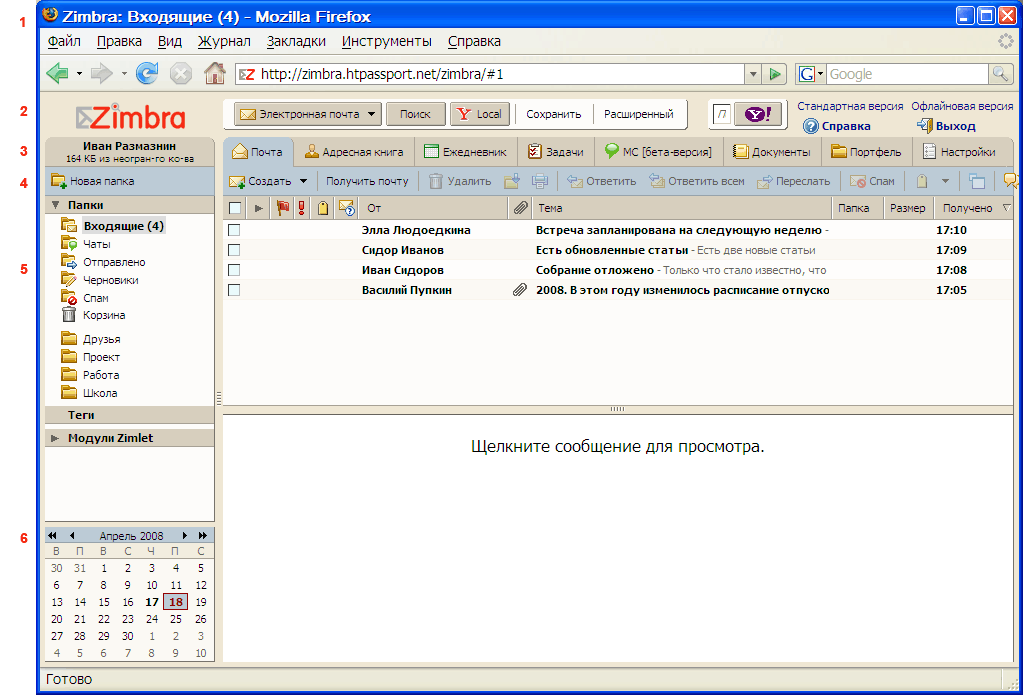 1
Zimbra: Входящие (4) - Mozilla Firefox
Файл Правка Вид Журнал Закладки Инструменты Справка
http://zimbra.htpassport.net/zimbra/#1 G Google
2
Zimbra
Электронная почта Поиск Local Сохранить Расширенный Л Y! Стандартная версия Офлайновая версия
Справка Выход
3
Иван Размазнин
164 КБ из неогран-го ко-ва
Почта Адресная книга Ежедневник Задачи МС [бета-версия] Документы Портфель Настройки
4
Новая папка
Создать Получить почту Удалить Ответить Ответить всем Переслать Спам
Папки
От Тема Папка Размер Получено
Входящие (4)
Чаты
5
Отправлено
Черновики
Спам
Корзина
Друзья
Проект
Работа
Школа
Теги
Модули Zimlet
Элла Людоедкина Встреча запланирована на следующую неделю - 17:10
Сидор Иванов Есть обновленные статьи - Есть две новые статьи 17:09
Иван Сидоров Собрание отложено - Только что стало известно, что 17:08
Василий Пупкин 2008. В этом году изменилось расписание отпуско 17:05
Щелкните сообщение для просмотра.
6
Апрель 2008
В П В С Ч П С
30 31 1 2 3 4 5
6 7 8 9 10 11 12
13 14 15 16 17 18 19
20 21 22 23 24 25 26
27 28 29 30 1 2 3
4 5 6 7 8 9 10
Готово